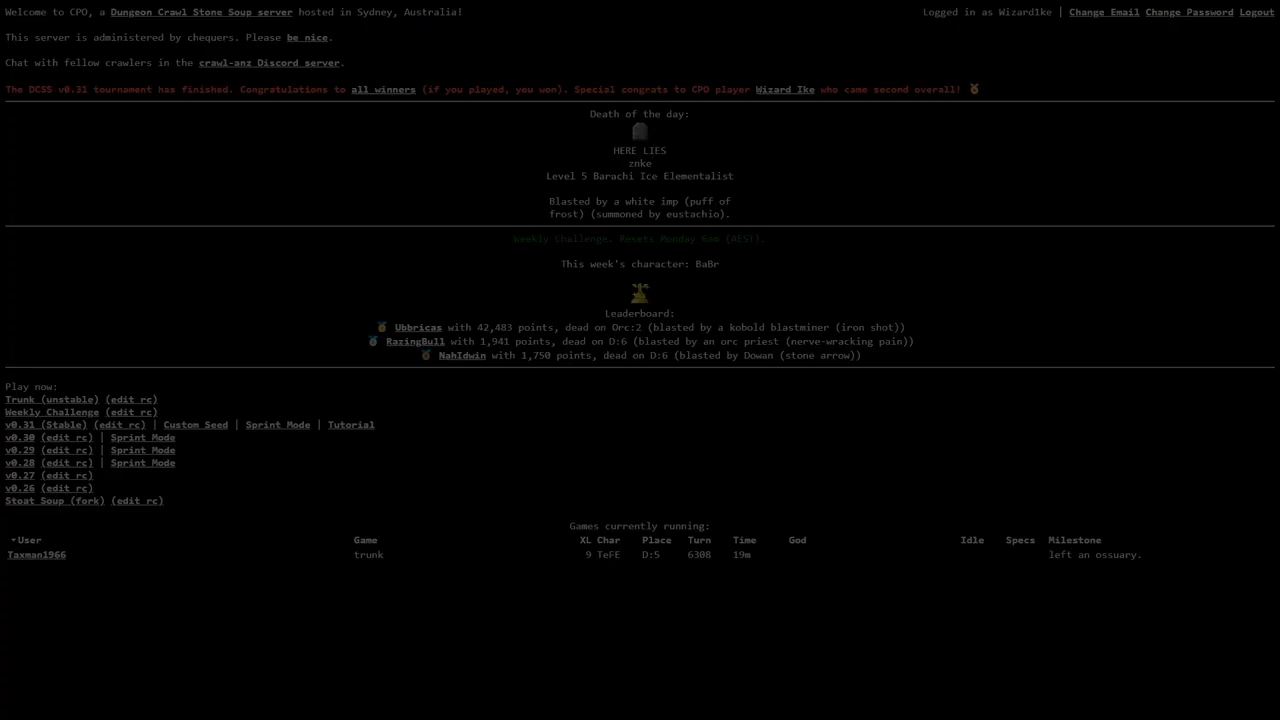 Welcome to CPO, a Dungeon Crawl Stone Soup server hosted in Sydney, Australia!
Logged in as Wizard1ke | Change Email Change Password Logout
This server is administered by chequers. Please be nice.
Chat with fellow crawlers in the crawl-anz Discord server.
The DCSS v0.31 tournament has finished. Congratulations to all winners (if you played, you won). Special congrats to CPO player Wizard Ike who came second overall! 🥈
Death of the day:
HERE LIES
znke
Level 5 Barachi Ice Elementalist
Blasted by a white imp (puff of
frost) (summoned by eustachio).
Weekly Challenge. Resets Monday 6am (AEST).
This week's character: BaBr
Leaderboard:
🥇 Ubbricas with 42,483 points, dead on Orc:2 (blasted by a kobold blastminer (iron shot))
🥈 RazingBull with 1,941 points, dead on D:6 (blasted by an orc priest (nerve-wracking pain))
🥉 NahIdwin with 1,750 points, dead on D:6 (blasted by Dowan (stone arrow))
Play now:
Trunk (unstable) (edit rc)
Weekly Challenge (edit rc)
v0.31 (Stable) (edit rc) | Custom Seed | Sprint Mode | Tutorial
v0.30 (edit rc) | Sprint Mode
v0.29 (edit rc) | Sprint Mode
v0.28 (edit rc) | Sprint Mode
v0.27 (edit rc)
v0.26 (edit rc)
Stoat Soup (fork) (edit rc)
Games currently running:
User Game XL Char Place Turn Time God Idle Specs Milestone
Taxman1966 trunk 9 TeFE D:5 6308 19m left an ossuary.